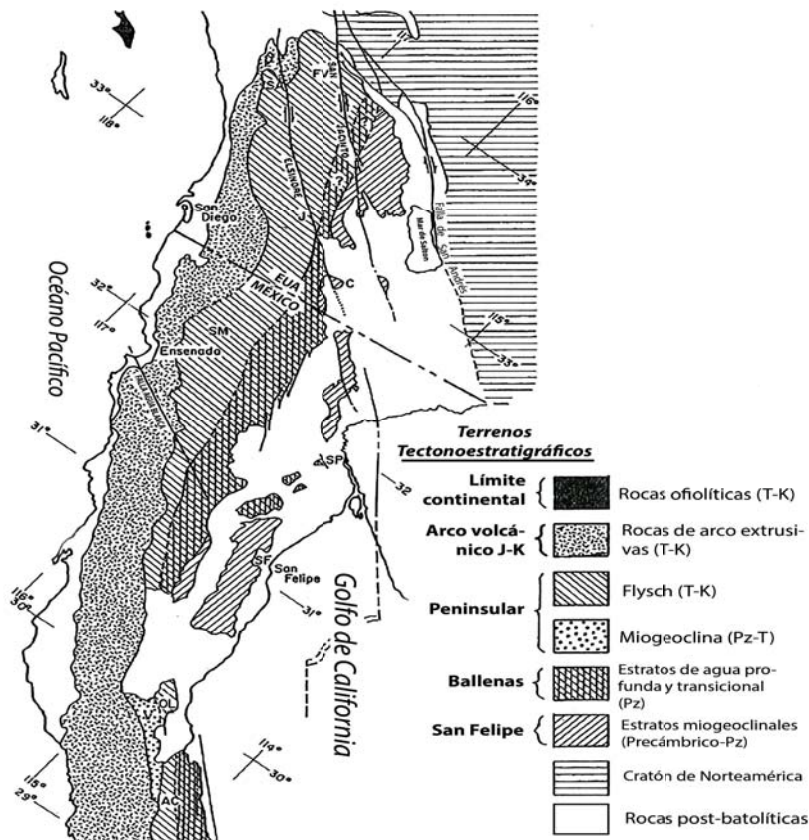 33°
118°
FV
SAN
JACINTO
ELSINORE
J
116°
34°
San
Diego
Mar de Salton
Falla de San Andrés
Océano Pacífico
EUA
MÉXICO
C
32°
117°
SM
Ensenada
115°
33°
31°
SP
32
SF
San
Felipe
31°
Golfo de California
116°
30°
OL
V
114°
30°
115°
29°
AC
Terrenos
Tectonoestratigráficos
Límite
continental
Rocas ofiolíticas (T-K)
Arco volcá-
nico J-K
Rocas de arco extrusi-
vas (T-K)
Peninsular
Flysch (T-K)
Miogeoclina (Pz-T)
Ballenas
Estratos de agua pro-
funda y transicional
(Pz)
San Felipe
Estratos miogeoclinales
(Precámbrico-Pz)
Cratón de Norteamérica
Rocas post-batolíticas